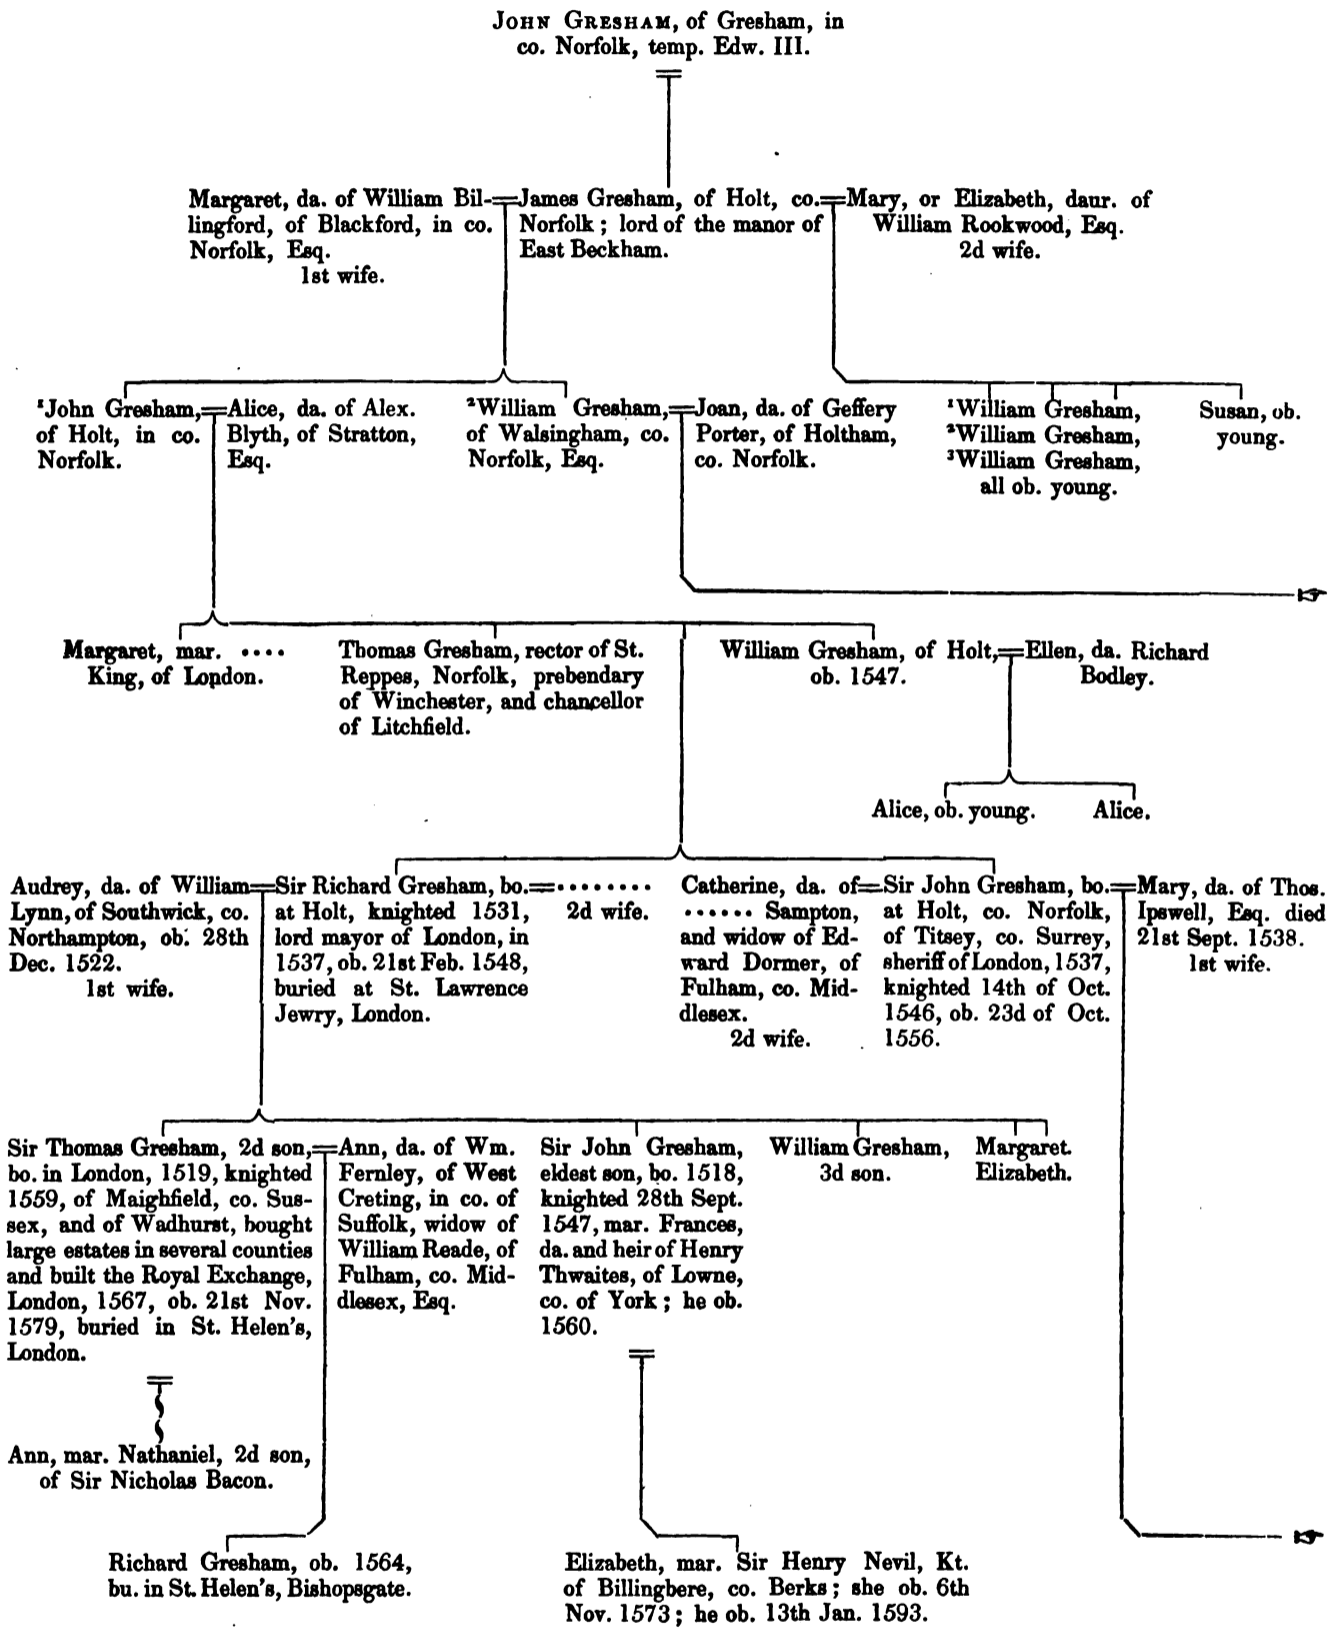 JOHN GRESHAM, of Gresham, in
co. Norfolk, temp. Edw. III.
Margaret, da. of William Bil-
lingford, of Blackford, in co.
Norfolk, Esq.
1st wife.
James Gresham, of Holt, co.
Norfolk; lord of the manor of
East Beckham.
Mary, or Elizabeth, daur. of
William Rookwood, Esq.
2d wife.
¹John Gresham,
of Holt, in co.
Norfolk.
Alice, da. of Alex.
Blyth, of Stratton,
Esq.
²William Gresham,
of Walsingham, co.
Norfolk, Esq.
Joan, da. of Geffery
Porter, of Holtham,
co. Norfolk.
¹William Gresham,
²William Gresham,
³William Gresham,
all ob. young.
Susan, ob.
young.
Margaret, mar. ....
King, of London.
Thomas Gresham, rector of St.
Reppes, Norfolk, prebendary
of Winchester, and chancellor
of Litchfield.
William Gresham, of Holt,
ob. 1547.
Ellen, da. Richard
Bodley.
Alice, ob. young.
Alice.
Audrey, da. of William
Lynn, of Southwick, co.
Northampton, ob. 28th
Dec. 1522.
1st wife.
Sir Richard Gresham, bo.
at Holt, knighted 1531,
lord mayor of London, in
1537, ob. 21st Feb. 1548,
buried at St. Lawrence
Jewry, London.
........
2d wife.
Catherine, da. of
...... Sampton,
and widow of Ed-
ward Dormer, of
Fulham, co. Mid-
dlesex.
2d wife.
Sir John Gresham, bo.
at Holt, co. Norfolk,
of Titsey, co. Surrey,
sheriff of London, 1537,
knighted 14th of Oct.
1546, ob. 23d of Oct.
1556.
Mary, da. of Thos.
Ipswell, Esq. died
21st Sept. 1538.
1st wife.
Sir Thomas Gresham, 2d son,
bo. in London, 1519, knighted
1559, of Maighfield, co. Sus-
sex, and of Wadhurst, bought
large estates in several counties
and built the Royal Exchange,
London, 1567, ob. 21st Nov.
1579, buried in St. Helen's,
London.
Ann, da. of Wm.
Fernley, of West
Creting, in co. of
Suffolk, widow of
William Reade, of
Fulham, co. Mid-
dlesex, Esq.
Sir John Gresham,
eldest son, bo. 1518,
knighted 28th Sept.
1547, mar. Frances,
da. and heir of Henry
Thwaites, of Lowne,
co. of York; he ob.
1560.
William Gresham,
3d son.
Margaret.
Elizabeth.
Ann, mar. Nathaniel, 2d son,
of Sir Nicholas Bacon.
Richard Gresham, ob. 1564,
bu. in St. Helen's, Bishopsgate.
Elizabeth, mar. Sir Henry Nevil, Kt.
of Billingbere, co. Berks; she ob. 6th
Nov. 1573; he ob. 13th Jan. 1593.